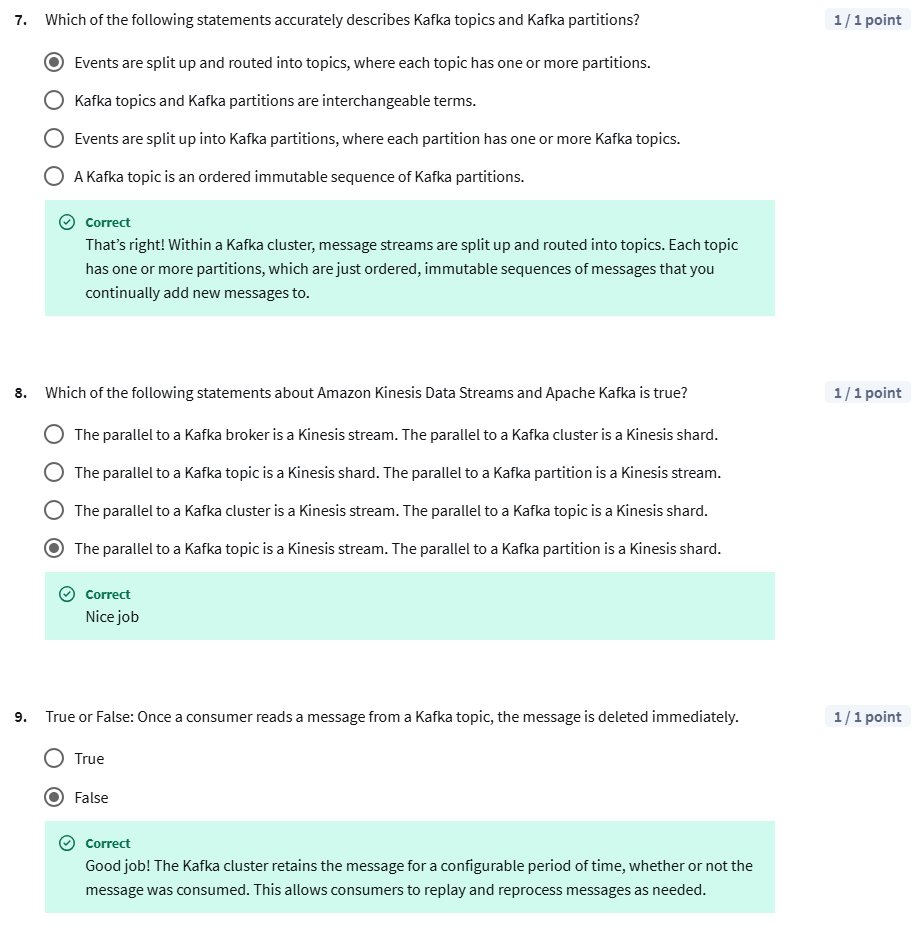 7. Which of the following statements accurately describes Kafka topics and Kafka partitions? 1 / 1 point
Events are split up and routed into topics, where each topic has one or more partitions.
Kafka topics and Kafka partitions are interchangeable terms.
Events are split up into Kafka partitions, where each partition has one or more Kafka topics.
A Kafka topic is an ordered immutable sequence of Kafka partitions.
Correct
That’s right! Within a Kafka cluster, message streams are split up and routed into topics. Each topic
has one or more partitions, which are just ordered, immutable sequences of messages that you
continually add new messages to.
8. Which of the following statements about Amazon Kinesis Data Streams and Apache Kafka is true? 1 / 1 point
The parallel to a Kafka broker is a Kinesis stream. The parallel to a Kafka cluster is a Kinesis shard.
The parallel to a Kafka topic is a Kinesis shard. The parallel to a Kafka partition is a Kinesis stream.
The parallel to a Kafka cluster is a Kinesis stream. The parallel to a Kafka topic is a Kinesis shard.
The parallel to a Kafka topic is a Kinesis stream. The parallel to a Kafka partition is a Kinesis shard.
Correct
Nice job
9. True or False: Once a consumer reads a message from a Kafka topic, the message is deleted immediately. 1 / 1 point
True
False
Correct
Good job! The Kafka cluster retains the message for a configurable period of time, whether or not the
message was consumed. This allows consumers to replay and reprocess messages as needed.